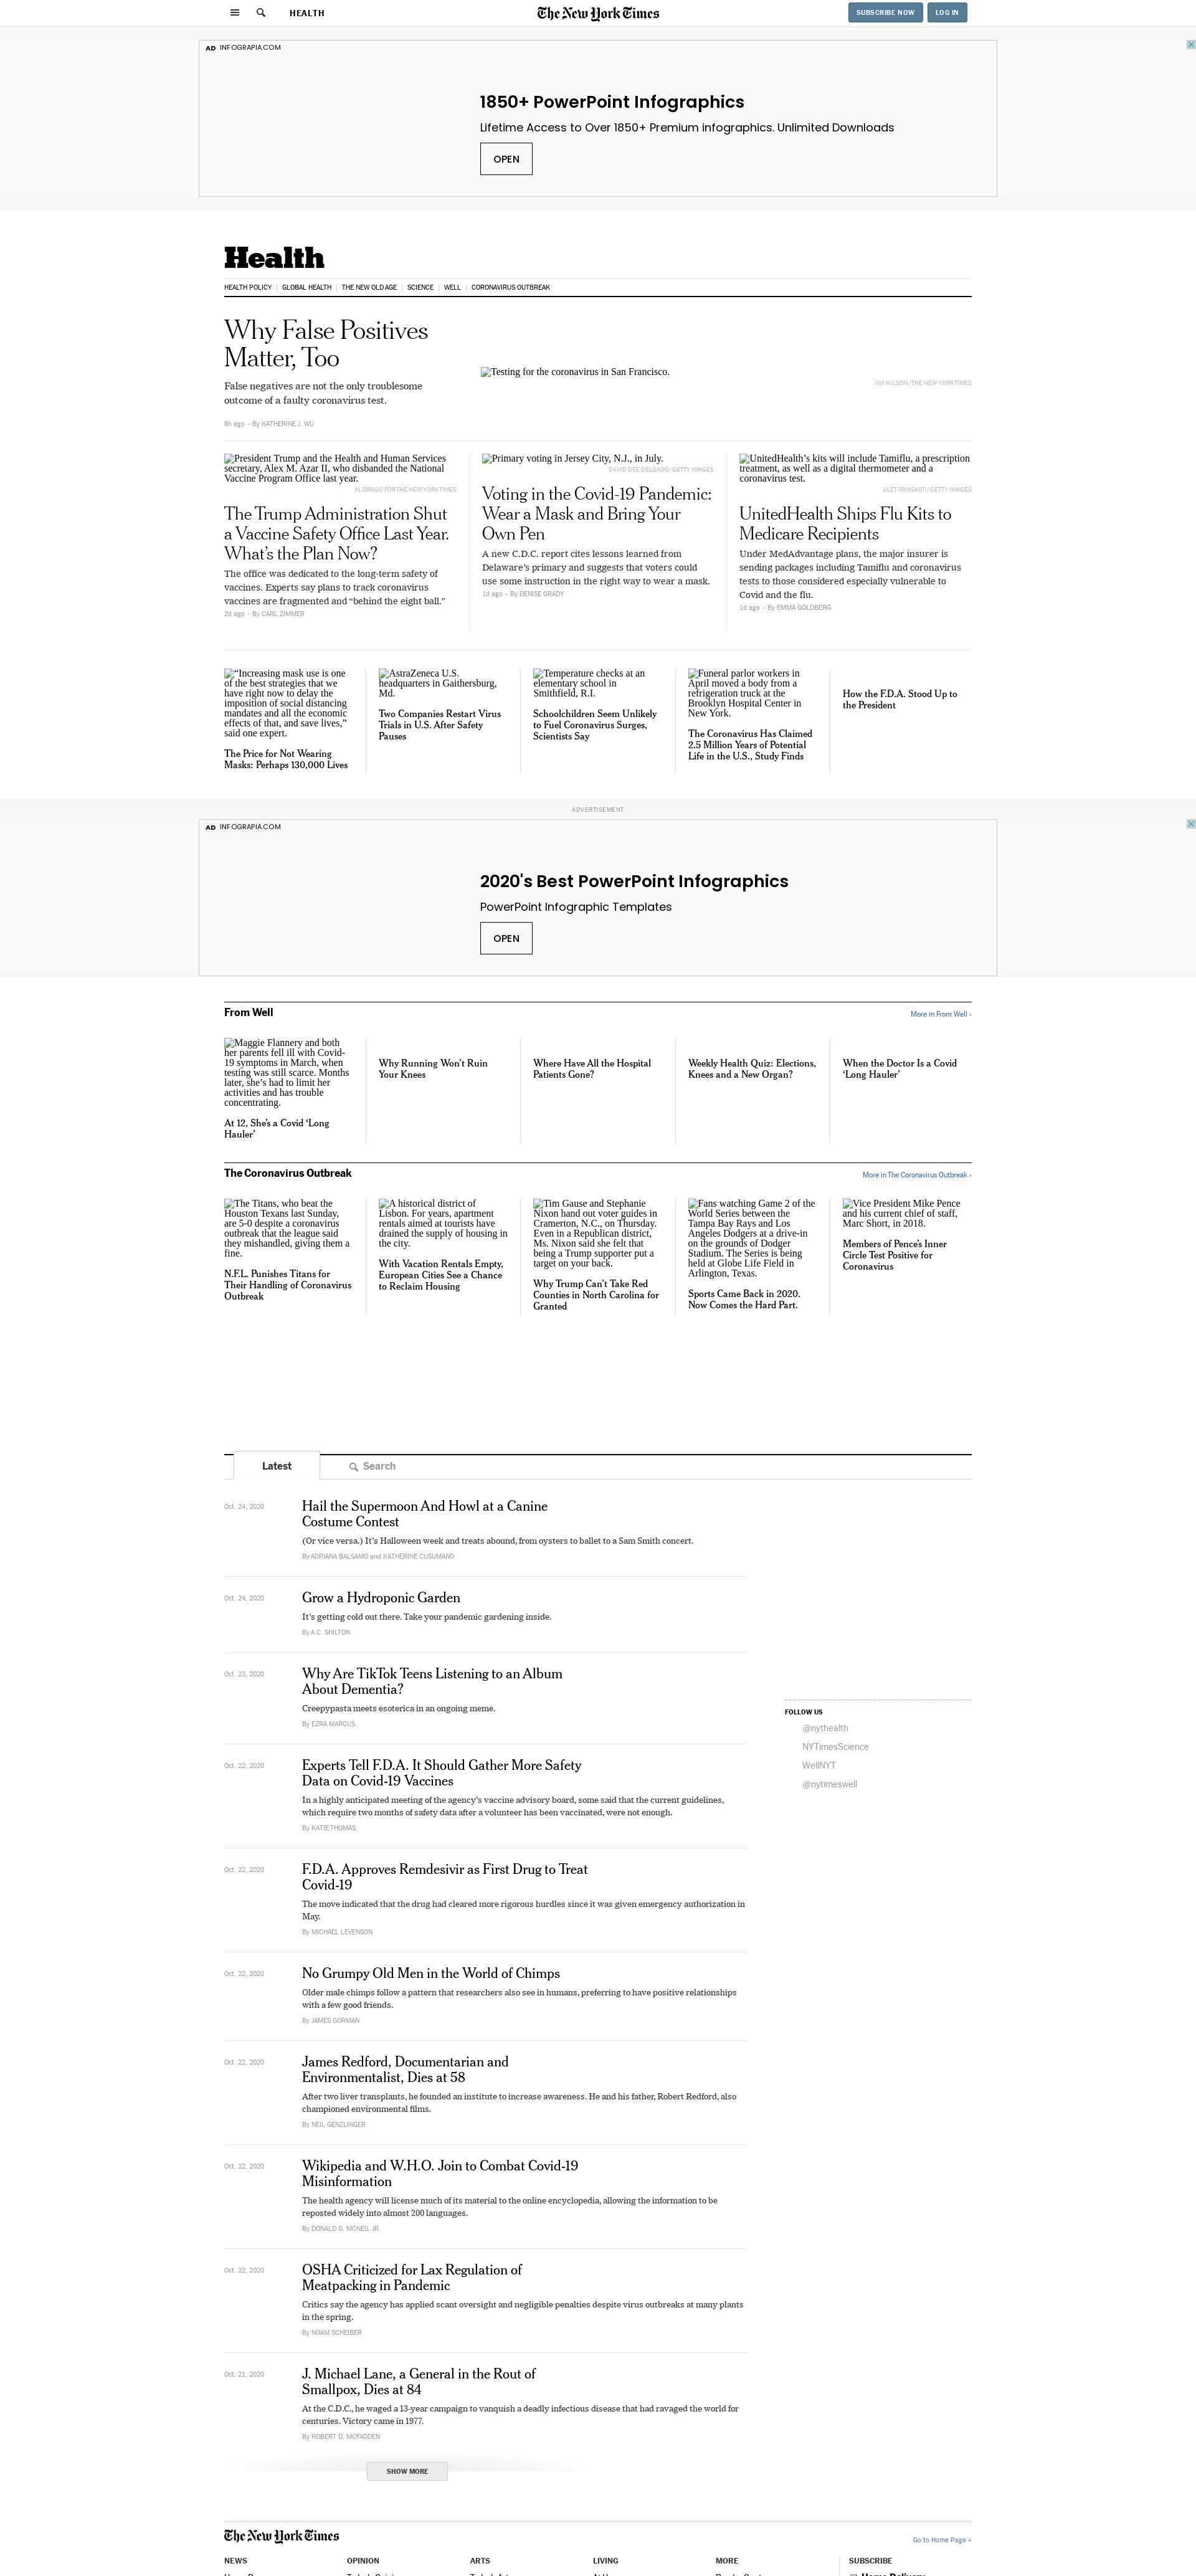 HEALTH
The New York Times
SUBSCRIBE NOW
LOG IN
AD INFOGRAPIA.COM
1850+ PowerPoint Infographics
Lifetime Access to Over 1850+ Premium infographics. Unlimited Downloads
OPEN
Health
HEALTH POLICY | GLOBAL HEALTH | THE NEW OLD AGE | SCIENCE | WELL | CORONAVIRUS OUTBREAK
Why False Positives
Matter, Too
False negatives are not the only troublesome
outcome of a faulty coronavirus test.
8h ago • By KATHERINE J. WU
Testing for the coronavirus in San Francisco.
JIM WILSON/THE NEW YORK TIMES
President Trump and the Health and Human Services
secretary, Alex M. Azar II, who disbanded the National
Vaccine Program Office last year.
AL DRAGO FOR THE NEW YORK TIMES
The Trump Administration Shut
a Vaccine Safety Office Last Year.
What’s the Plan Now?
The office was dedicated to the long-term safety of
vaccines. Experts say plans to track coronavirus
vaccines are fragmented and “behind the eight ball.”
2d ago • By CARL ZIMMER
Primary voting in Jersey City, N.J., in July.
DAVID DEE DELGADO/GETTY IMAGES
Voting in the Covid-19 Pandemic:
Wear a Mask and Bring Your
Own Pen
A new C.D.C. report cites lessons learned from
Delaware’s primary and suggests that voters could
use some instruction in the right way to wear a mask.
1d ago • By DENISE GRADY
UnitedHealth’s kits will include Tamiflu, a prescription
treatment, as well as a digital thermometer and a
coronavirus test.
ULET IFANSASTI/GETTY IMAGES
UnitedHealth Ships Flu Kits to
Medicare Recipients
Under MedAdvantage plans, the major insurer is
sending packages including Tamiflu and coronavirus
tests to those considered especially vulnerable to
Covid and the flu.
1d ago • By EMMA GOLDBERG
“Increasing mask use is one
of the best strategies that we
have right now to delay the
imposition of social distancing
mandates and all the economic
effects of that, and save lives,”
said one expert.
The Price for Not Wearing
Masks: Perhaps 130,000 Lives
AstraZeneca U.S.
headquarters in Gaithersburg,
Md.
Two Companies Restart Virus
Trials in U.S. After Safety
Pauses
Temperature checks at an
elementary school in
Smithfield, R.I.
Schoolchildren Seem Unlikely
to Fuel Coronavirus Surges,
Scientists Say
Funeral parlor workers in
April moved a body from a
refrigeration truck at the
Brooklyn Hospital Center in
New York.
The Coronavirus Has Claimed
2.5 Million Years of Potential
Life in the U.S., Study Finds
How the F.D.A. Stood Up to
the President
ADVERTISEMENT
AD INFOGRAPIA.COM
2020's Best PowerPoint Infographics
PowerPoint Infographic Templates
OPEN
From Well
More in From Well ›
Maggie Flannery and both
her parents fell ill with Covid-
19 symptoms in March, when
testing was still scarce. Months
later, she’s had to limit her
activities and has trouble
concentrating.
At 12, She’s a Covid ‘Long
Hauler’
Why Running Won’t Ruin
Your Knees
Where Have All the Hospital
Patients Gone?
Weekly Health Quiz: Elections,
Knees and a New Organ?
When the Doctor Is a Covid
‘Long Hauler’
The Coronavirus Outbreak
More in The Coronavirus Outbreak ›
The Titans, who beat the
Houston Texans last Sunday,
are 5-0 despite a coronavirus
outbreak that the league said
they mishandled, giving them a
fine.
N.F.L. Punishes Titans for
Their Handling of Coronavirus
Outbreak
A historical district of
Lisbon. For years, apartment
rentals aimed at tourists have
drained the supply of housing in
the city.
With Vacation Rentals Empty,
European Cities See a Chance
to Reclaim Housing
Tim Gause and Stephanie
Nixon hand out voter guides in
Cramerton, N.C., on Thursday.
Even in a Republican district,
Ms. Nixon said she felt that
being a Trump supporter put a
target on your back.
Why Trump Can’t Take Red
Counties in North Carolina for
Granted
Fans watching Game 2 of the
World Series between the
Tampa Bay Rays and Los
Angeles Dodgers at a drive-in
on the grounds of Dodger
Stadium. The Series is being
held at Globe Life Field in
Arlington, Texas.
Sports Came Back in 2020.
Now Comes the Hard Part.
Vice President Mike Pence
and his current chief of staff,
Marc Short, in 2018.
Members of Pence’s Inner
Circle Test Positive for
Coronavirus
Latest
Search
Oct. 24, 2020
Hail the Supermoon And Howl at a Canine
Costume Contest
(Or vice versa.) It’s Halloween week and treats abound, from oysters to ballet to a Sam Smith concert.
By ADRIANA BALSAMO and KATHERINE CUSUMANO
Oct. 24, 2020
Grow a Hydroponic Garden
It’s getting cold out there. Take your pandemic gardening inside.
By A.C. SHILTON
Oct. 23, 2020
Why Are TikTok Teens Listening to an Album
About Dementia?
Creepypasta meets esoterica in an ongoing meme.
By EZRA MARCUS
FOLLOW US
@nythealth
NYTimesScience
WellNYT
@nytimeswell
Oct. 22, 2020
Experts Tell F.D.A. It Should Gather More Safety
Data on Covid-19 Vaccines
In a highly anticipated meeting of the agency’s vaccine advisory board, some said that the current guidelines,
which require two months of safety data after a volunteer has been vaccinated, were not enough.
By KATIE THOMAS
Oct. 22, 2020
F.D.A. Approves Remdesivir as First Drug to Treat
Covid-19
The move indicated that the drug had cleared more rigorous hurdles since it was given emergency authorization in
May.
By MICHAEL LEVENSON
Oct. 22, 2020
No Grumpy Old Men in the World of Chimps
Older male chimps follow a pattern that researchers also see in humans, preferring to have positive relationships
with a few good friends.
By JAMES GORMAN
Oct. 22, 2020
James Redford, Documentarian and
Environmentalist, Dies at 58
After two liver transplants, he founded an institute to increase awareness. He and his father, Robert Redford, also
championed environmental films.
By NEIL GENZLINGER
Oct. 22, 2020
Wikipedia and W.H.O. Join to Combat Covid-19
Misinformation
The health agency will license much of its material to the online encyclopedia, allowing the information to be
reposted widely into almost 200 languages.
By DONALD G. MCNEIL JR.
Oct. 22, 2020
OSHA Criticized for Lax Regulation of
Meatpacking in Pandemic
Critics say the agency has applied scant oversight and negligible penalties despite virus outbreaks at many plants
in the spring.
By NOAM SCHEIBER
Oct. 21, 2020
J. Michael Lane, a General in the Rout of
Smallpox, Dies at 84
At the C.D.C., he waged a 13-year campaign to vanquish a deadly infectious disease that had ravaged the world for
centuries. Victory came in 1977.
By ROBERT D. MCFADDEN
SHOW MORE
The New York Times
Go to Home Page »
NEWS
OPINION
ARTS
LIVING
MORE
SUBSCRIBE